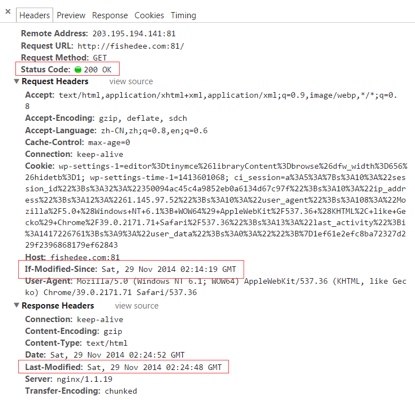 × Headers Preview Response Cookies Timing
Remote Address: 203.195.194.141:81
Request URL: http://fishedee.com:81/
Request Method: GET
Status Code: 200 OK
Request Headers view source
Accept: text/html,application/xhtml+xml,application/xml;q=0.9,image/webp,*/*;q=0.
8
Accept-Encoding: gzip, deflate, sdch
Accept-Language: zh-CN,zh;q=0.8,en;q=0.6
Cache-Control: max-age=0
Connection: keep-alive
Cookie: wp-settings-1=editor%3Dtinymce%26libraryContent%3Dbrowse%26dfw_width%3D656%
26hidetb%3D1; wp-settings-time-1=1413601068; ci_session=a%3A5%3A%7Bs%3A10%3A%22ses
sion_id%22%3Bs%3A32%3A%22350094ac45c4a9852eb0a6134d67c97f%22%3Bs%3A10%3A%22ip_addr
ess%22%3Bs%3A12%3A%2261.145.97.52%22%3Bs%3A10%3A%22user_agent%22%3Bs%3A108%3A%22Mo
zilla%2F5.0+%28Windows+NT+6.1%3B+WOW64%29+AppleWebKit%2F537.36+%28KHTML%2C+like+Ge
cko%29+Chrome%2F39.0.2171.71+Safari%2F537.36%22%3Bs%3A13%3A%22last_activity%22%3Bi
%3A1417226761%3Bs%3A9%3A%22user_data%22%3Bs%3A0%3A%22%22%3B%7D1ef61e2efc8ba72327d2
29f2396868179ef62843
Host: fishedee.com:81
If-Modified-Since: Sat, 29 Nov 2014 02:14:19 GMT
User-Agent: Mozilla/5.0 (Windows NT 6.1; WOW64) AppleWebKit/537.36 (KHTML, like Gec
ko) Chrome/39.0.2171.71 Safari/537.36
Response Headers view source
Connection: keep-alive
Content-Encoding: gzip
Content-Type: text/html
Date: Sat, 29 Nov 2014 02:24:52 GMT
Last-Modified: Sat, 29 Nov 2014 02:24:48 GMT
Server: nginx/1.1.19
Transfer-Encoding: chunked